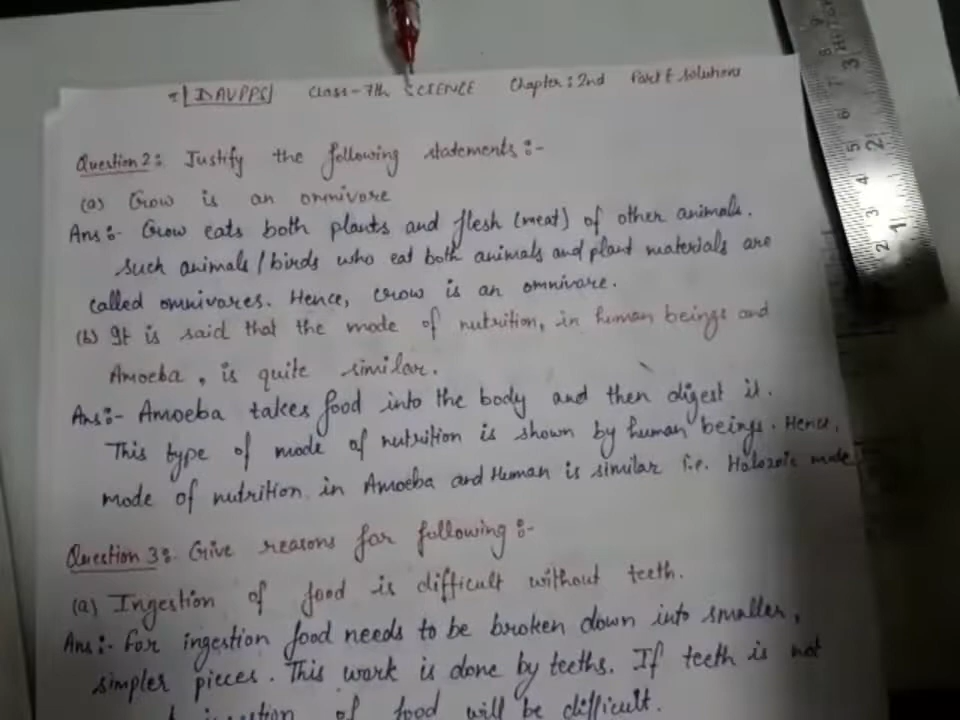 [DAVPPS] Class-7th SCIENCE Chapter:2nd Part E Solutions
Question 2:- Justify the following statements:-
(a) Crow is an omnivore
Ans:- Crow eats both plants and flesh (meat) of other animals.
such animals/birds who eat both animals and plant materials are
called omnivores. Hence, crow is an omnivore.
(b) It is said that the mode of nutrition, in human beings and
Amoeba, is quite similar.
Ans:- Amoeba takes food into the body and then digest it.
This type of mode of nutrition is shown by human beings. Hence,
mode of nutrition in Amoeba and Human is similar i.e. Holozoic mode
Question 3:- Give reasons for following:-
(a) Ingestion of food is difficult without teeth.
Ans:- For ingestion food needs to be broken down into smaller,
simpler pieces. This work is done by teeths. If teeth is not
ingestion of food will be difficult.